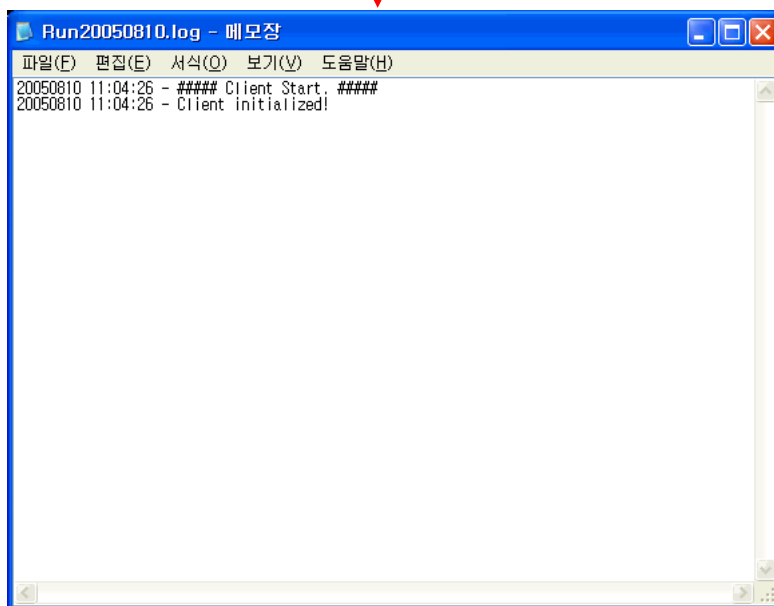 Run20050810.log - 메모장
파일(F) 편집(E) 서식(O) 보기(V) 도움말(H)
20050810 11:04:26 - ##### Client Start. #####
20050810 11:04:26 - Client initialized!